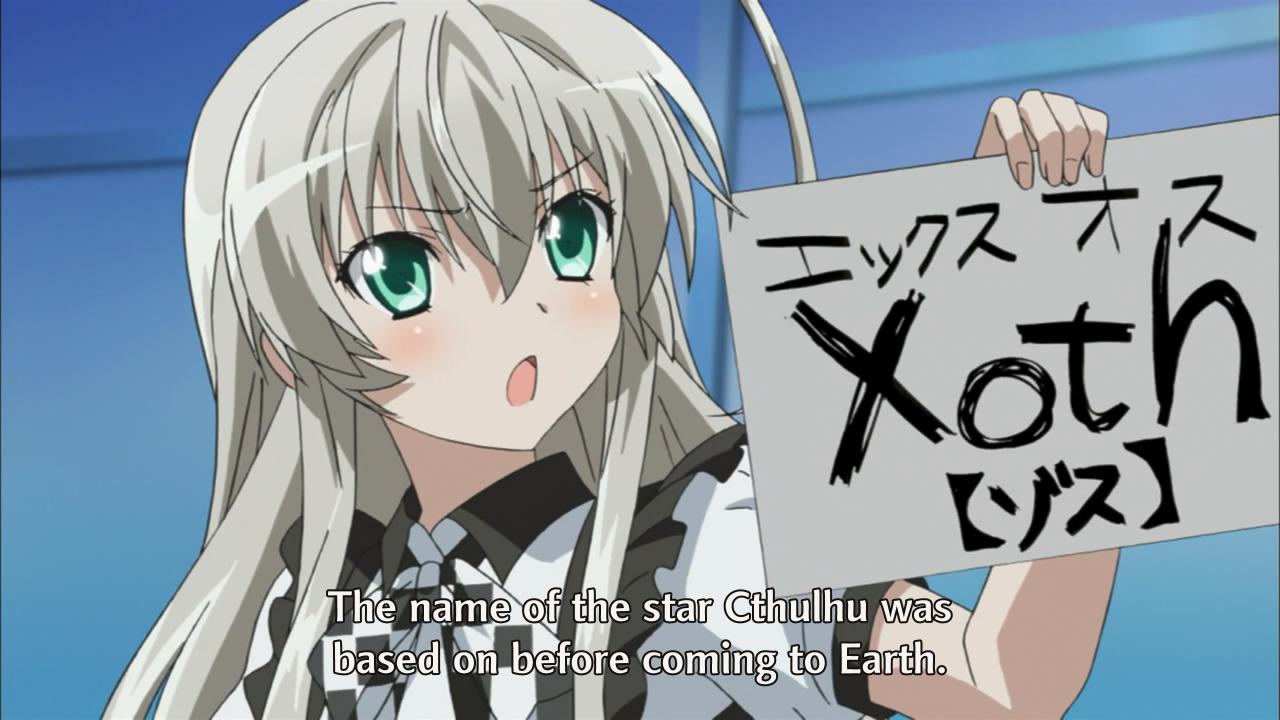 エックス オス
Xoth
【ゾス】
The name of the star Cthulhu was
based on before coming to Earth.